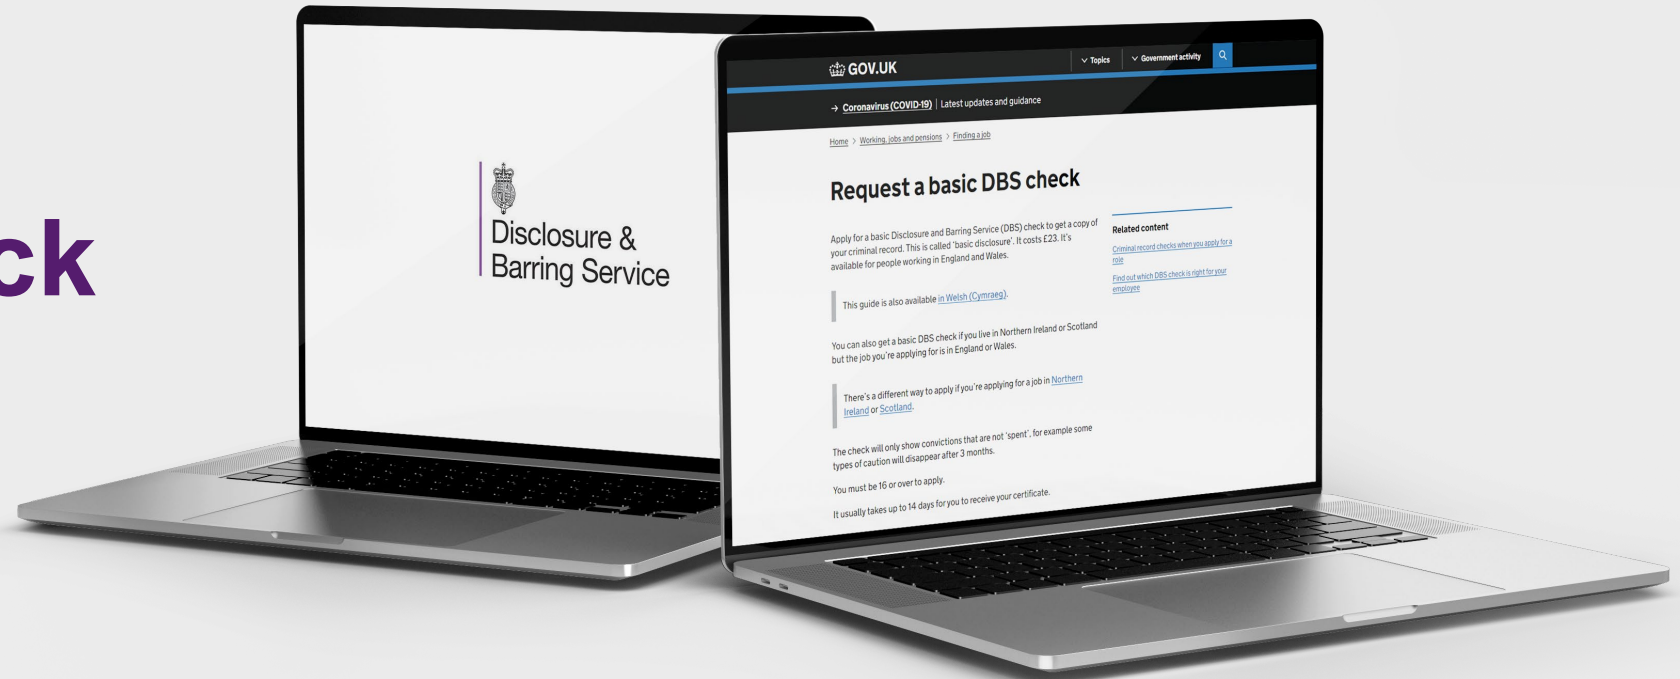 ck
Disclosure &
Barring Service
GOV.UK
Topics
Government activity
→ Coronavirus (COVID-19) | Latest updates and guidance
Home > Working, jobs and pensions > Finding a job
Request a basic DBS check
Apply for a basic Disclosure and Barring Service (DBS) check to get a copy of
your criminal record. This is called ‘basic disclosure’. It costs £23. It’s
available for people working in England and Wales.
This guide is also available in Welsh (Cymraeg).
You can also get a basic DBS check if you live in Northern Ireland or Scotland
but the job you’re applying for is in England or Wales.
There’s a different way to apply if you’re applying for a job in Northern
Ireland or Scotland.
The check will only show convictions that are not ‘spent’, for example some
types of caution will disappear after 3 months.
You must be 16 or over to apply.
It usually takes up to 14 days for you to receive your certificate.
Related content
Criminal record checks when you apply for a
role
Find out which DBS check is right for your
employee